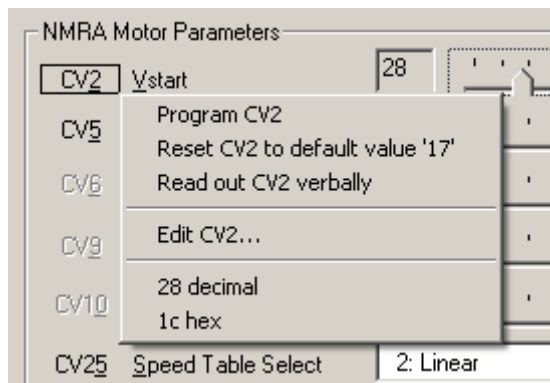 NMRA Motor Parameters
CV2 Vstart 28
Program CV2
CV5
Reset CV2 to default value '17'
CV6 Read out CV2 verbally
CV9 Edit CV2...
28 decimal
CV10
1c hex
CV25 Speed Table Select 2: Linear